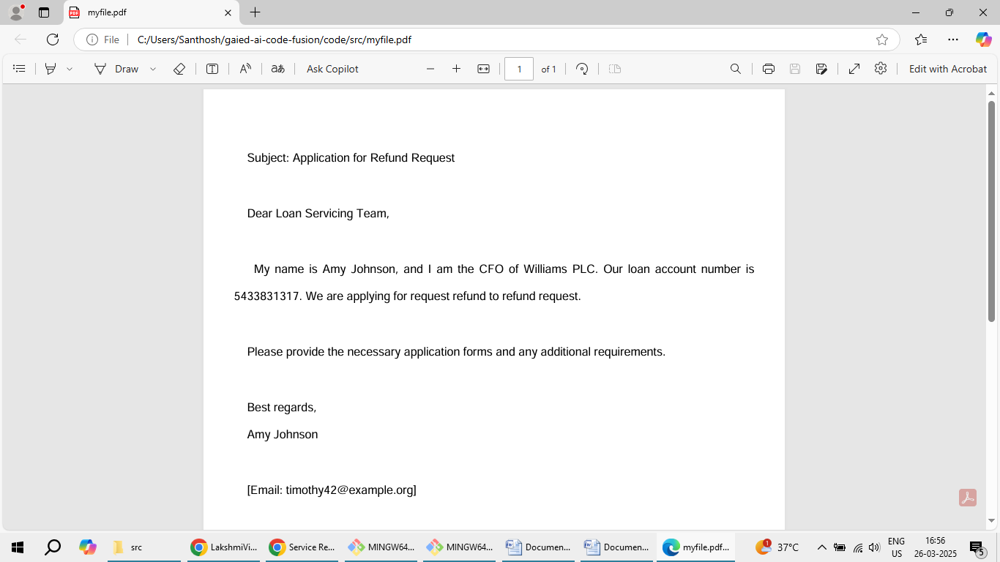 myfile.pdf
File
C:/Users/Santhosh/gaied-ai-code-fusion/code/src/myfile.pdf
Draw
Ask Copilot
1 of 1
Edit with Acrobat
Subject: Application for Refund Request
Dear Loan Servicing Team,
My name is Amy Johnson, and I am the CFO of Williams PLC. Our loan account number is
5433831317. We are applying for request refund to refund request.
Please provide the necessary application forms and any additional requirements.
Best regards,
Amy Johnson
[Email: timothy42@example.org]
src
LakshmiVi...
Service Re...
MINGW64...
MINGW64...
Documen...
Documen...
myfile.pdf...
1
37°C
ENG
US
16:56
26-03-2025
5